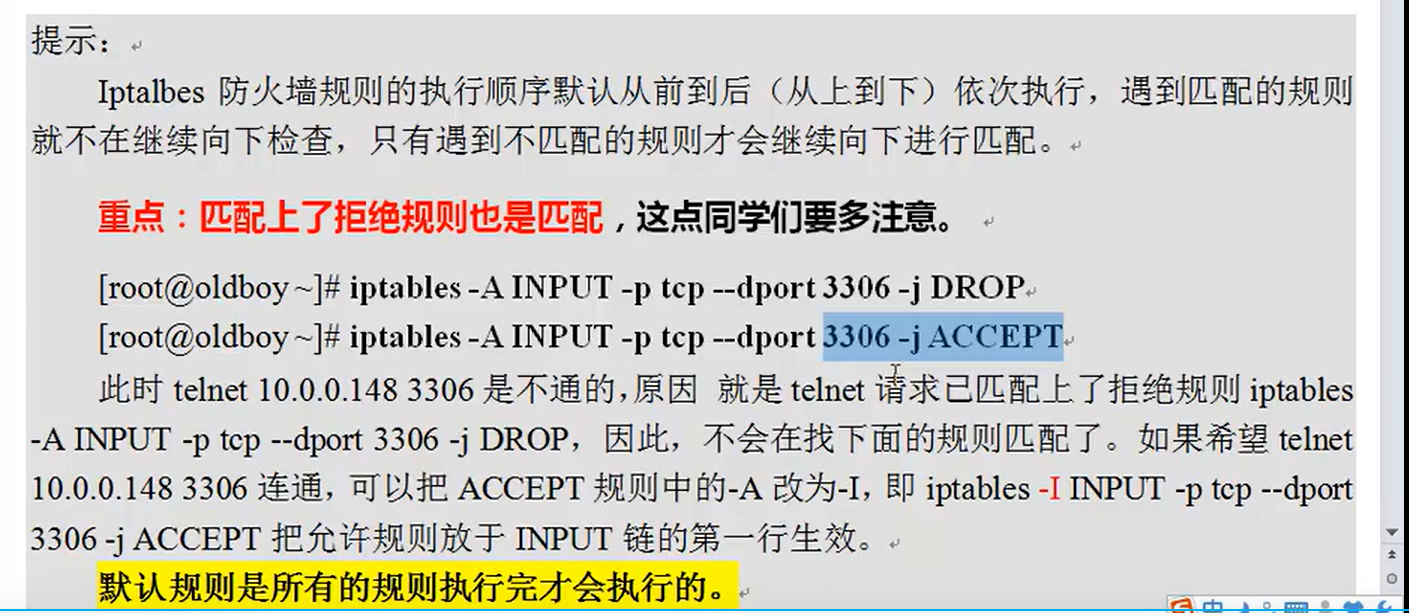 提示：
Iptalbes 防火墙规则的执行顺序默认从前到后（从上到下）依次执行，遇到匹配的规则
就不在继续向下检查，只有遇到不匹配的规则才会继续向下进行匹配。
重点：匹配上了拒绝规则也是匹配，这点同学们要多注意。
[root@oldboy ~]# iptables -A INPUT -p tcp --dport 3306 -j DROP
[root@oldboy ~]# iptables -A INPUT -p tcp --dport 3306 -j ACCEPT
此时 telnet 10.0.0.148 3306 是不通的，原因 就是 telnet 请求已匹配上了拒绝规则 iptables
-A INPUT -p tcp --dport 3306 -j DROP，因此，不会在找下面的规则匹配了。如果希望 telnet
10.0.0.148 3306 连通，可以把 ACCEPT 规则中的-A 改为-I，即 iptables -I INPUT -p tcp --dport
3306 -j ACCEPT 把允许规则放于 INPUT 链的第一行生效。
默认规则是所有的规则执行完才会执行的。
中